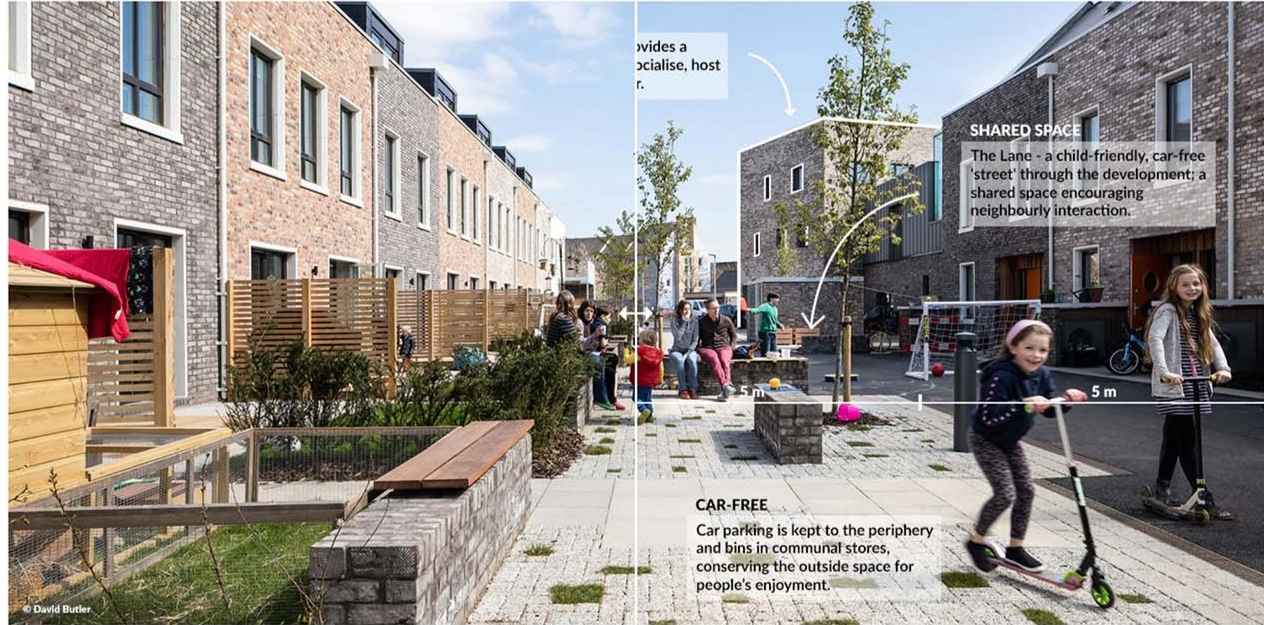 ovides a
ocialise, host
r.
SHARED SPACE
The Lane - a child-friendly, car-free
'street' through the development; a
shared space encouraging
neighbourly interaction.
5 m
5 m
CAR-FREE
Car parking is kept to the periphery
and bins in communal stores,
conserving the outside space for
people's enjoyment.
© David Butler